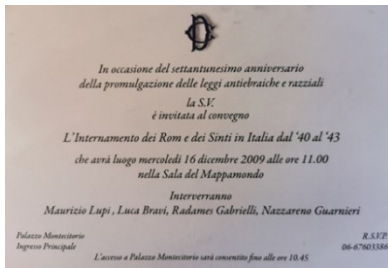 In occasione del settantunesimo anniversario
della promulgazione delle leggi antiebraiche e razziali
la S.V.
è invitata al convegno
L'Internamento dei Rom e dei Sinti in Italia dal '40 al '43
che avrà luogo mercoledì 16 dicembre 2009 alle ore 11.00
nella Sala del Mappamondo
Interverranno
Maurizio Lupi , Luca Bravi, Radames Gabrielli, Nazzareno Guarnieri
Palazzo Montecitorio
Ingresso Principale
R.S.V.P.
06-67603386
L'accesso a Palazzo Montecitorio sarà consentito fino alle ore 10.45